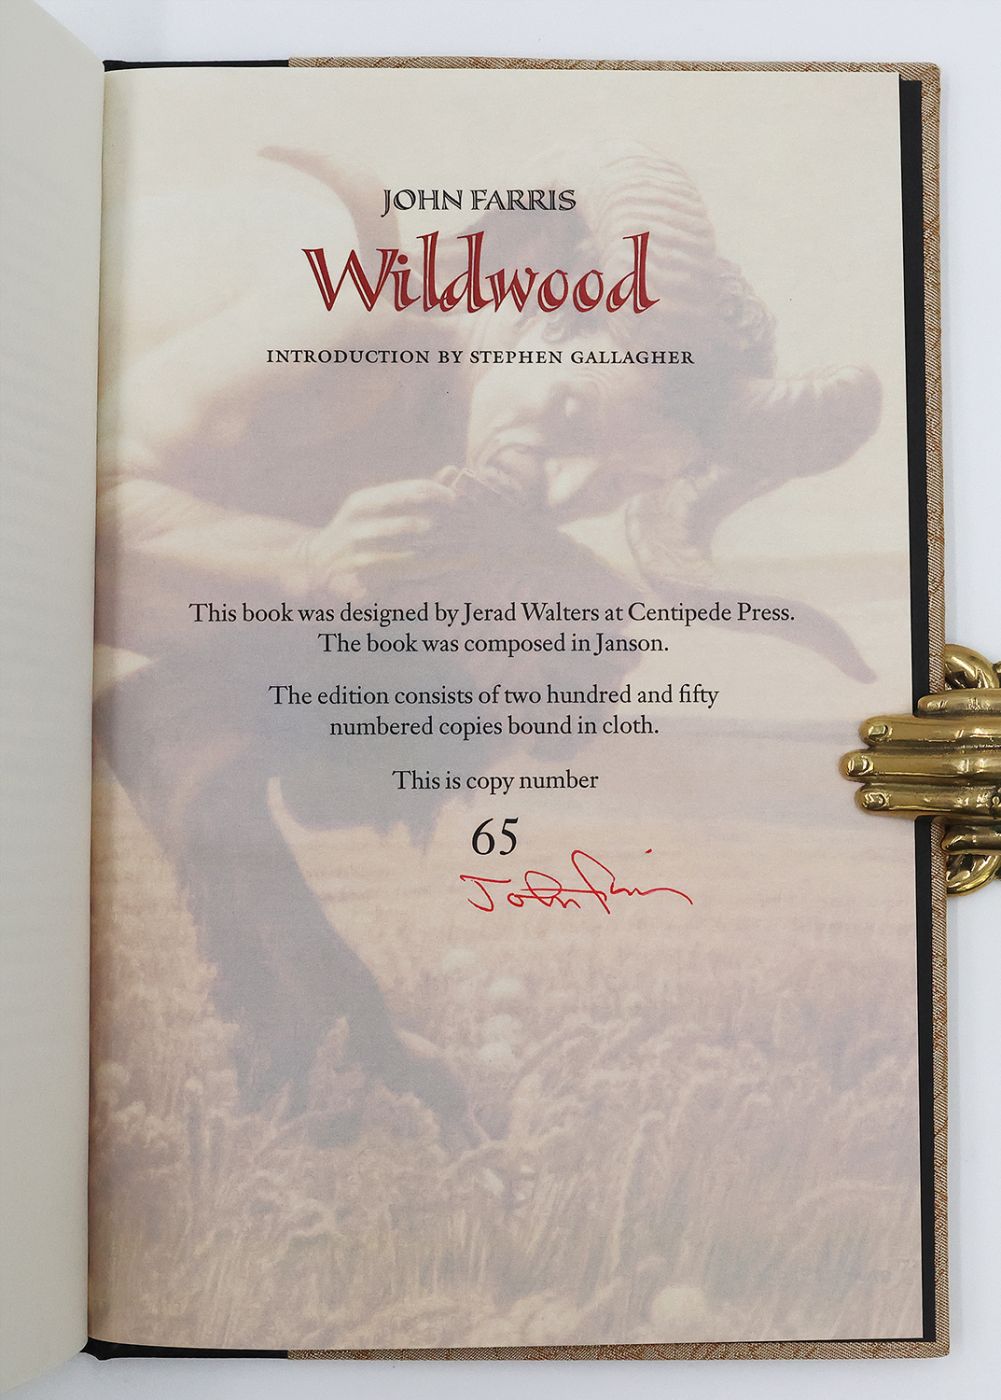 JOHN FARRIS
Wildwood
INTRODUCTION BY STEPHEN GALLAGHER
This book was designed by Jerad Walters at Centipede Press.
The book was composed in Janson.
The edition consists of two hundred and fifty
numbered copies bound in cloth.
This is copy number
65
John Farris